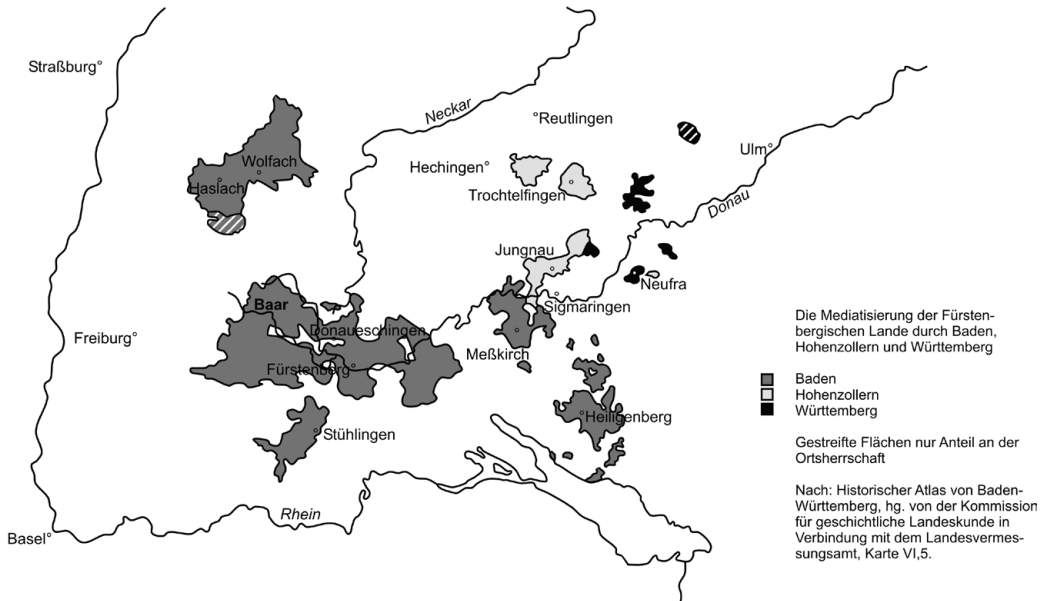 Straßburg°
Neckar
°Reutlingen
Ulm°
Wolfach
Hechingen°
Haslach
Trochtelfingen
Donau
Jungnau
Neufra
Baar
Sigmaringen
Donaueschingen
Freiburg°
Meßkirch
Fürstenberg
Heiligenberg
Stühlingen
Rhein
Basel°
Die Mediatisierung der Fürsten-
bergischen Lande durch Baden,
Hohenzollern und Württemberg
Baden
Hohenzollern
Württemberg
Gestreifte Flächen nur Anteil an der
Ortsherrschaft
Nach: Historischer Atlas von Baden-
Württemberg, hg. von der Kommission
für geschichtliche Landeskunde in
Verbindung mit dem Landesvermes-
sungsamt, Karte VI,5.